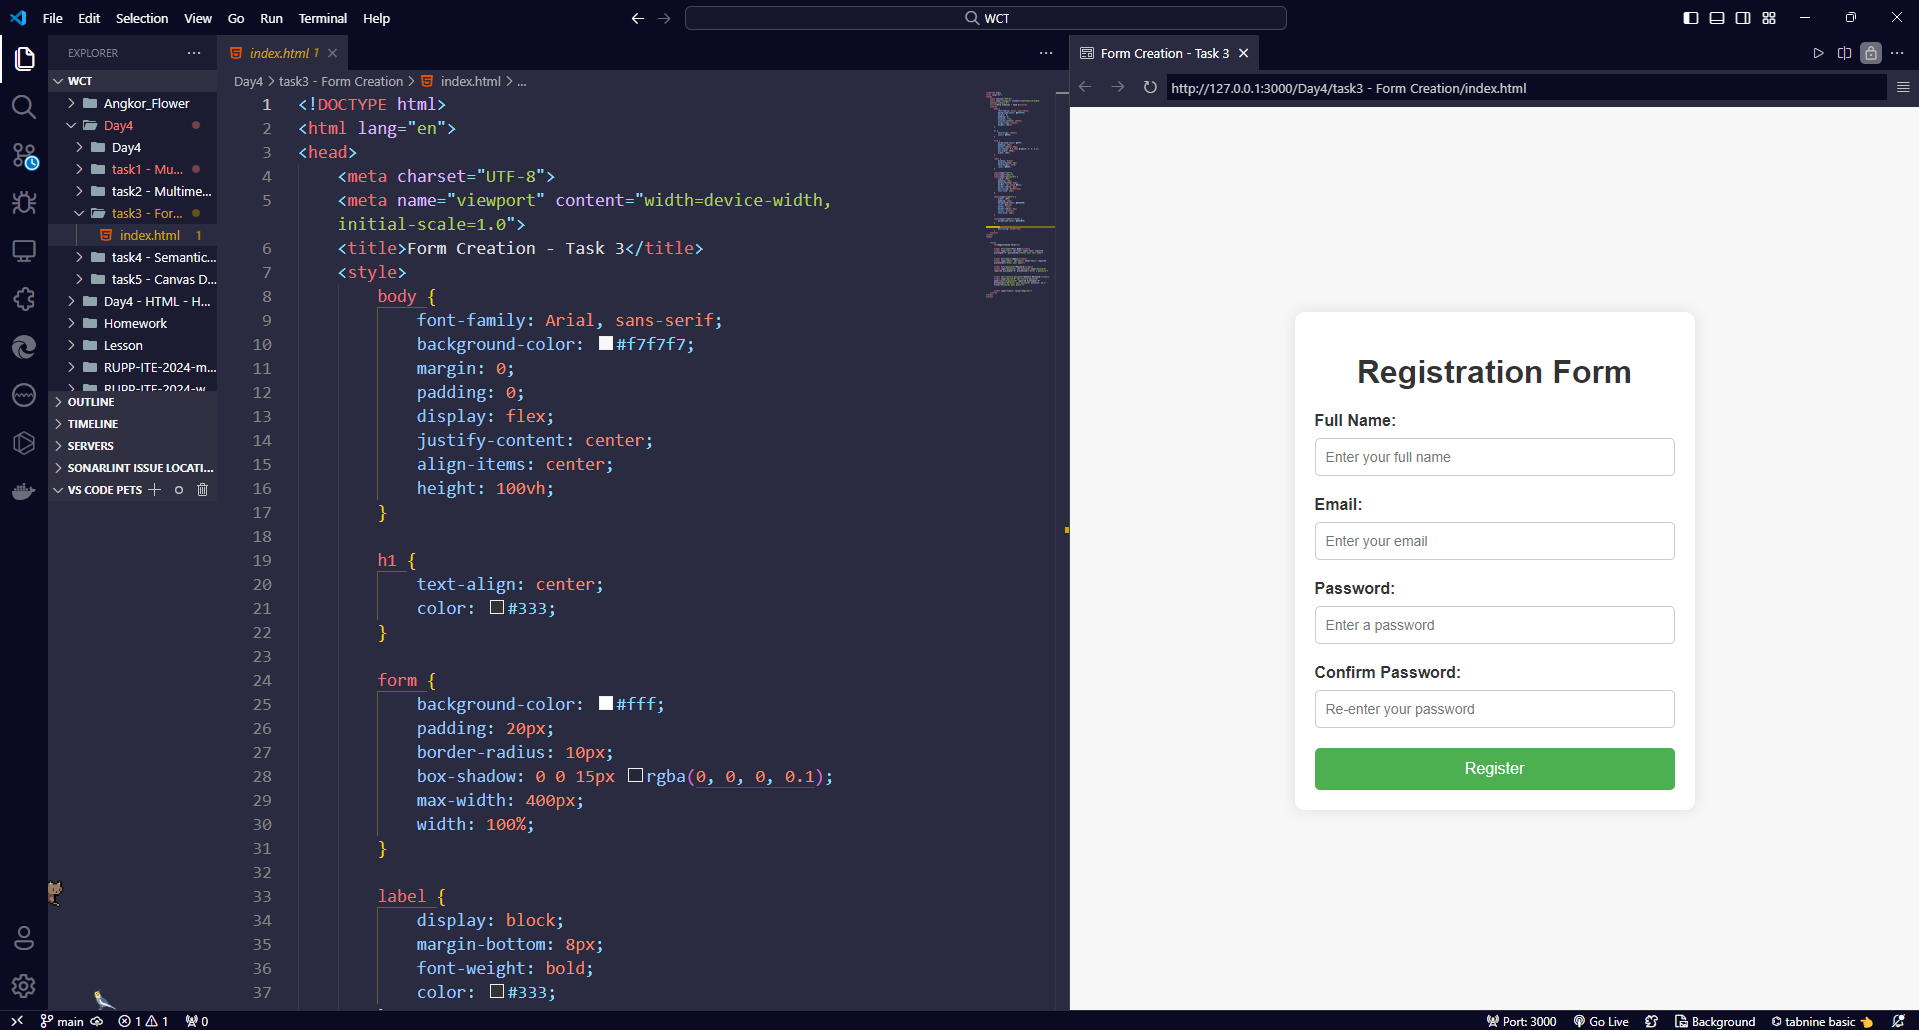 File Edit Selection View Go Run Terminal Help
WCT
EXPLORER
WCT
Angkor_Flower
Day4
Day4
task1 - Mu...
task2 - Multime...
task3 - For...
index.html 1
task4 - Semantic...
task5 - Canvas D...
Day4 - HTML - H...
Homework
Lesson
RUPP-ITE-2024-m...
RUPP-ITE-2024-w
OUTLINE
TIMELINE
SERVERS
SONARLINT ISSUE LOCATI...
VS CODE PETS
index.html 1
Day4 > task3 - Form Creation > index.html > ...
1 <!DOCTYPE html>
2 <html lang="en">
3 <head>
4 <meta charset="UTF-8">
5 <meta name="viewport" content="width=device-width,
initial-scale=1.0">
6 <title>Form Creation - Task 3</title>
7 <style>
8 body {
9 font-family: Arial, sans-serif;
10 background-color: #f7f7f7;
11 margin: 0;
12 padding: 0;
13 display: flex;
14 justify-content: center;
15 align-items: center;
16 height: 100vh;
17 }
18
19 h1 {
20 text-align: center;
21 color: #333;
22 }
23
24 form {
25 background-color: #fff;
26 padding: 20px;
27 border-radius: 10px;
28 box-shadow: 0 0 15px rgba(0, 0, 0, 0.1);
29 max-width: 400px;
30 width: 100%;
31 }
32
33 label {
34 display: block;
35 margin-bottom: 8px;
36 font-weight: bold;
37 color: #333;
Form Creation - Task 3
http://127.0.0.1:3000/Day4/task3 - Form Creation/index.html
Registration Form
Full Name:
Enter your full name
Email:
Enter your email
Password:
Enter a password
Confirm Password:
Re-enter your password
Register
main 1 1 0
Port: 3000 Go Live Background tabnine basic